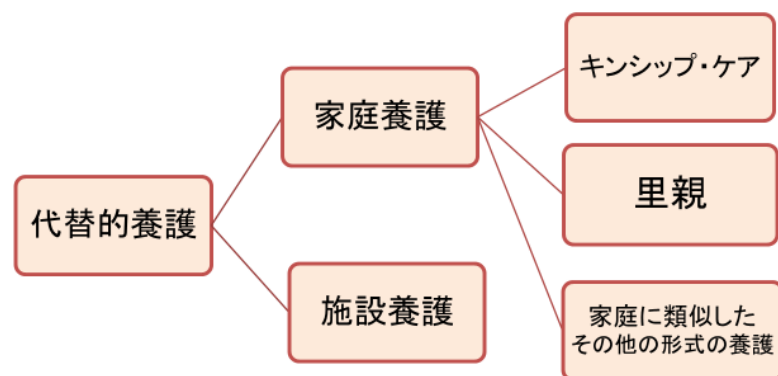 代替的養護
家庭養護
施設養護
キンシップ・ケア
里親
家庭に類似した
その他の形式の養護